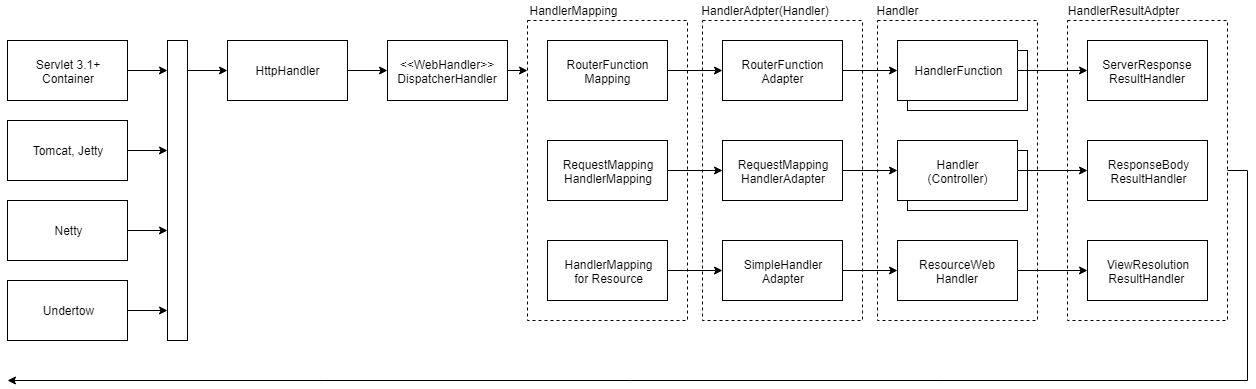 HandlerMapping
HandlerAdpter(Handler)
Handler
HandlerResultAdpter
Servlet 3.1+
Container
HttpHandler
<<WebHandler>>
DispatcherHandler
RouterFunction
Mapping
RouterFunction
Adapter
HandlerFunction
ServerResponse
ResultHandler
Tomcat, Jetty
RequestMapping
HandlerMapping
RequestMapping
HandlerAdapter
Handler
(Controller)
ResponseBody
ResultHandler
Netty
HandlerMapping
for Resource
SimpleHandler
Adapter
ResourceWeb
Handler
ViewResolution
ResultHandler
Undertow